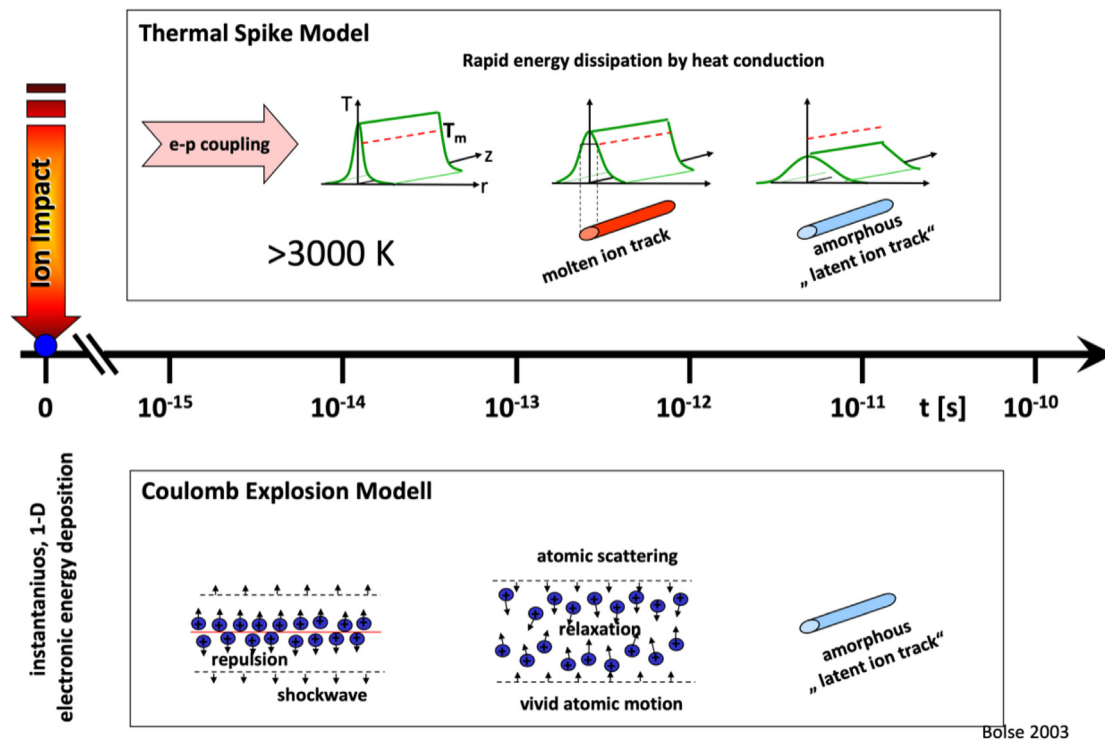 Thermal Spike Model
Rapid energy dissipation by heat conduction
Ion Impact
e-p coupling
T
Tm
z
r
>3000 K
molten ion track
amorphous
„ latent ion track“
0
10-15
10-14
10-13
10-12
10-11
t [s]
10-10
instantaniuos, 1-D
electronic energy deposition
Coulomb Explosion Modell
repulsion
shockwave
atomic scattering
relaxation
vivid atomic motion
amorphous
„ latent ion track“
Bolse 2003